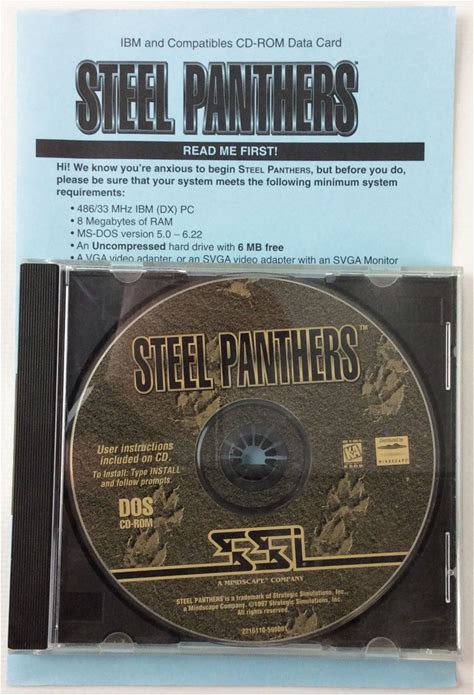 IBM and Compatibles CD-ROM Data Card
STEEL PANTHERS™
READ ME FIRST!
Hi! We know you're anxious to begin STEEL PANTHERS, but before you do,
please be sure that your system meets the following minimum system
requirements:
• 486/33 MHz IBM (DX) PC
• 8 Megabytes of RAM
• MS-DOS version 5.0 – 6.22
• An Uncompressed hard drive with 6 MB free
• A VGA video adapter, or an SVGA video adapter with an SVGA Monitor
STEEL PANTHERS™
User instructions
included on CD.
To Install: Type INSTALL
and follow prompts.
K-A
MINDSCAPE
DOS
CD-ROM
SSI
A MINDSCAPE® COMPANY
STEEL PANTHERS is a trademark of Strategic Simulations, Inc.,
a Mindscape Company. ©1997 Strategic Simulations, Inc.
All rights reserved.